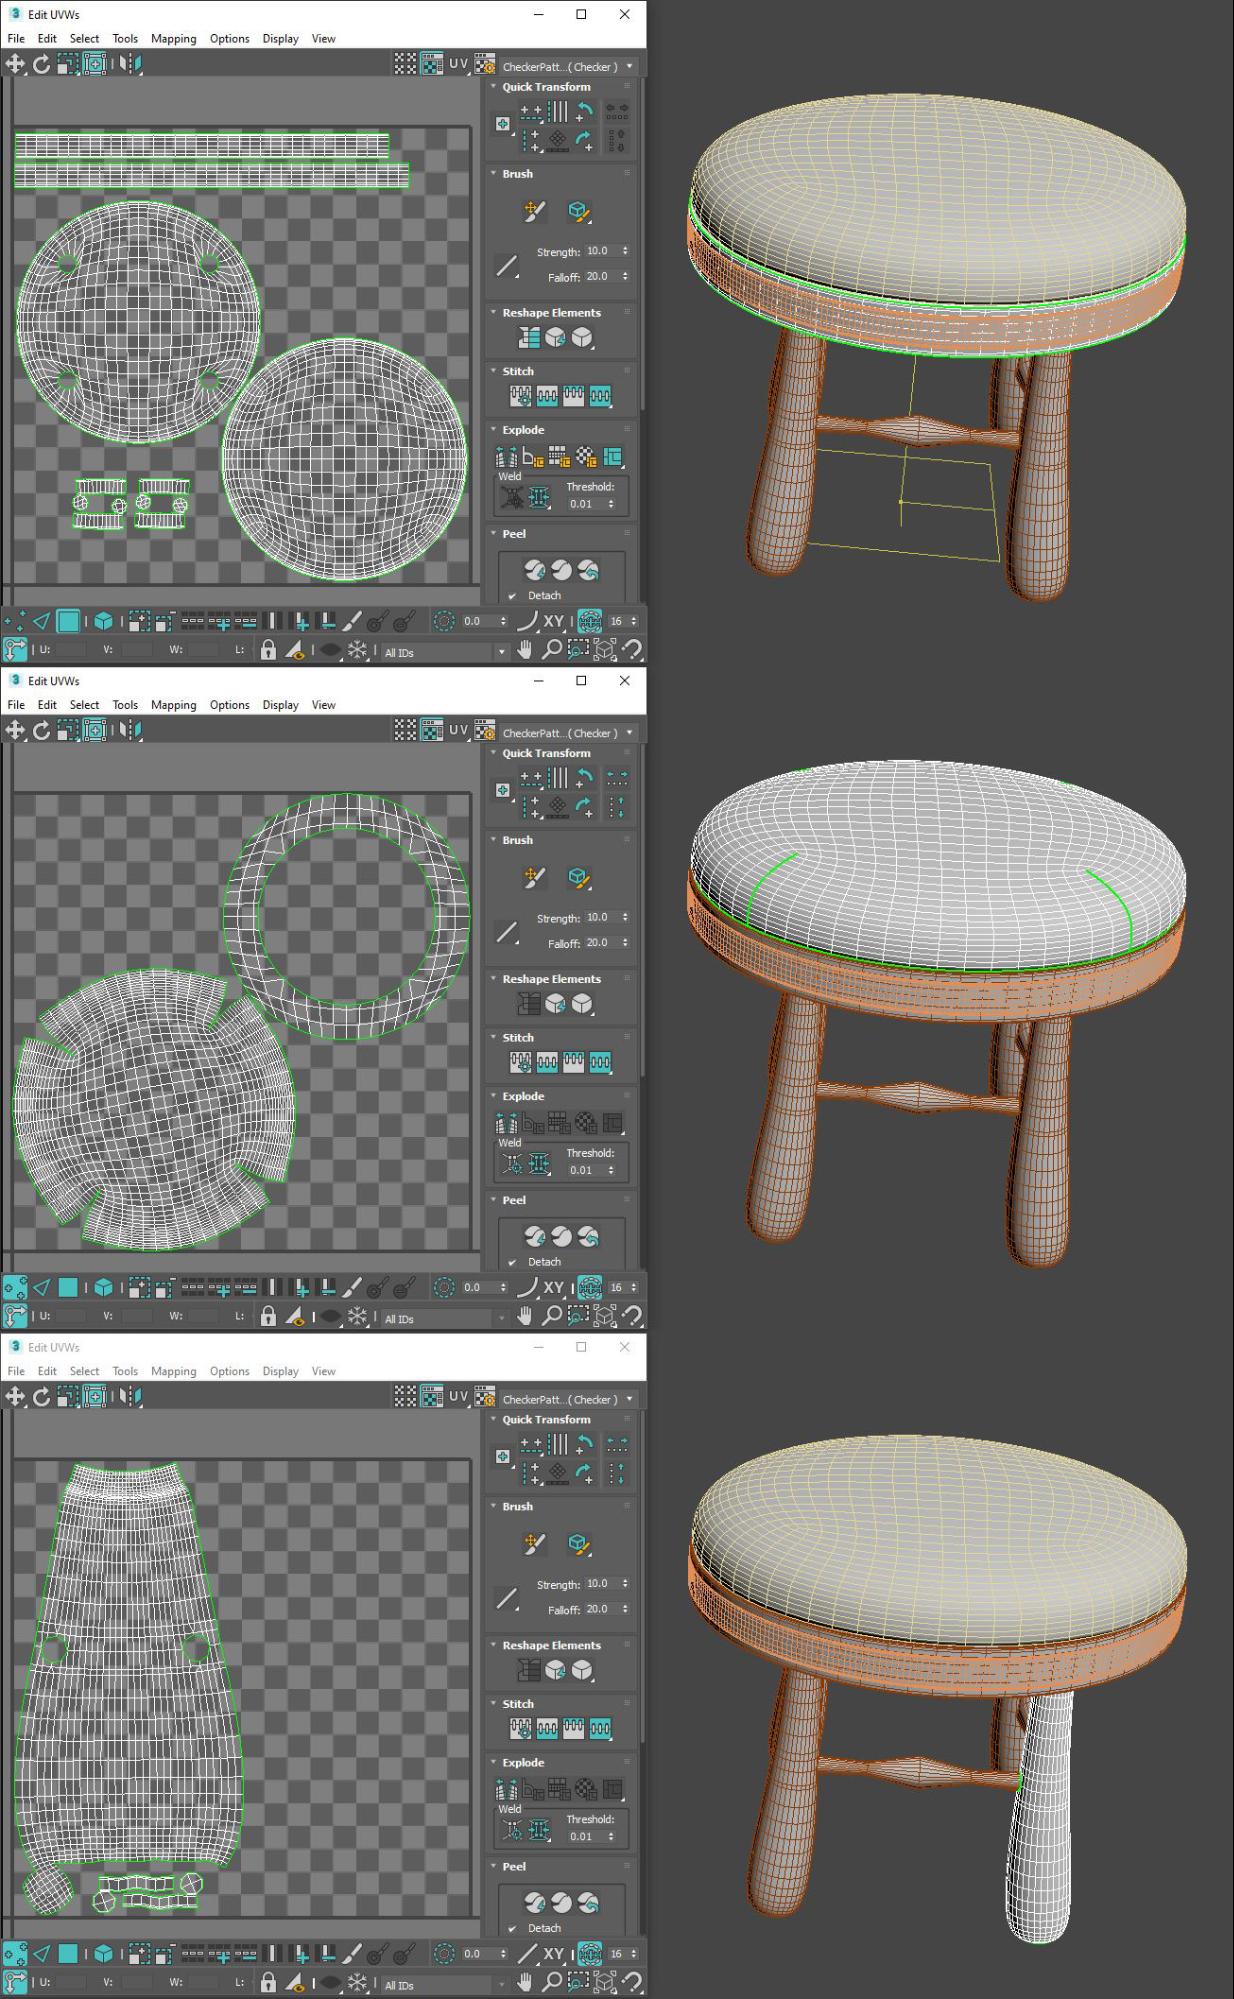 3 Edit UVWs
File Edit Select Tools Mapping Options Display View
UV CheckerPatt...( Checker )
Quick Transform
Brush
Strength: 10.0
Falloff: 20.0
Reshape Elements
Stitch
Explode
Weld
Threshold:
0.01
Peel
Detach
0.0 XY 16
U: V: W: L: All IDs
3 Edit UVWs
File Edit Select Tools Mapping Options Display View
UV CheckerPatt...( Checker )
Quick Transform
Brush
Strength: 10.0
Falloff: 20.0
Reshape Elements
Stitch
Explode
Weld
Threshold:
0.01
Peel
Detach
0.0 XY 16
U: V: W: L: All IDs
3 Edit UVWs
File Edit Select Tools Mapping Options Display View
UV CheckerPatt...( Checker )
Quick Transform
Brush
Strength: 10.0
Falloff: 20.0
Reshape Elements
Stitch
Explode
Weld
Threshold:
0.01
Peel
Detach
0.0 XY 16
U: V: W: L: All IDs